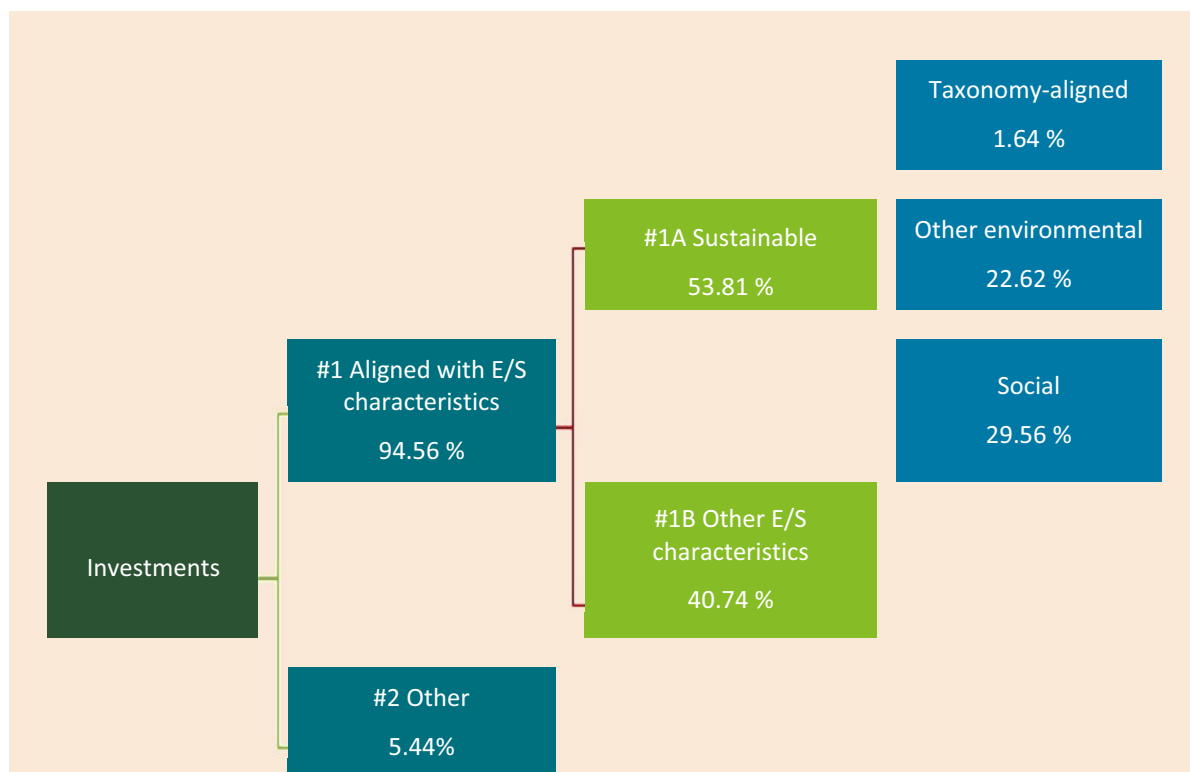 Taxonomy-aligned
1.64 %
#1A Sustainable
53.81 %
Other environmental
22.62 %
#1 Aligned with E/S
characteristics
94.56 %
Social
29.56 %
Investments
#1B Other E/S
characteristics
40.74 %
#2 Other
5.44%